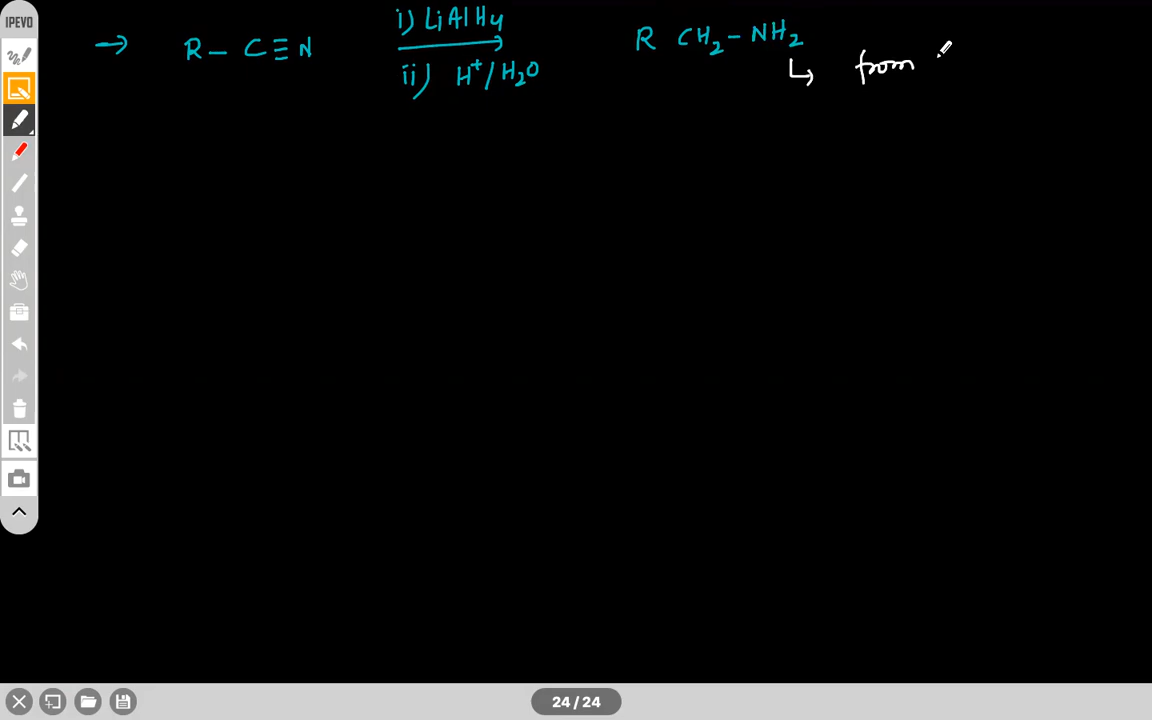 IPEVO
→ R – C ≡ N i) LiAlH4 ii) H⁺/H₂O R CH₂ – NH₂
↳ from
24 / 24